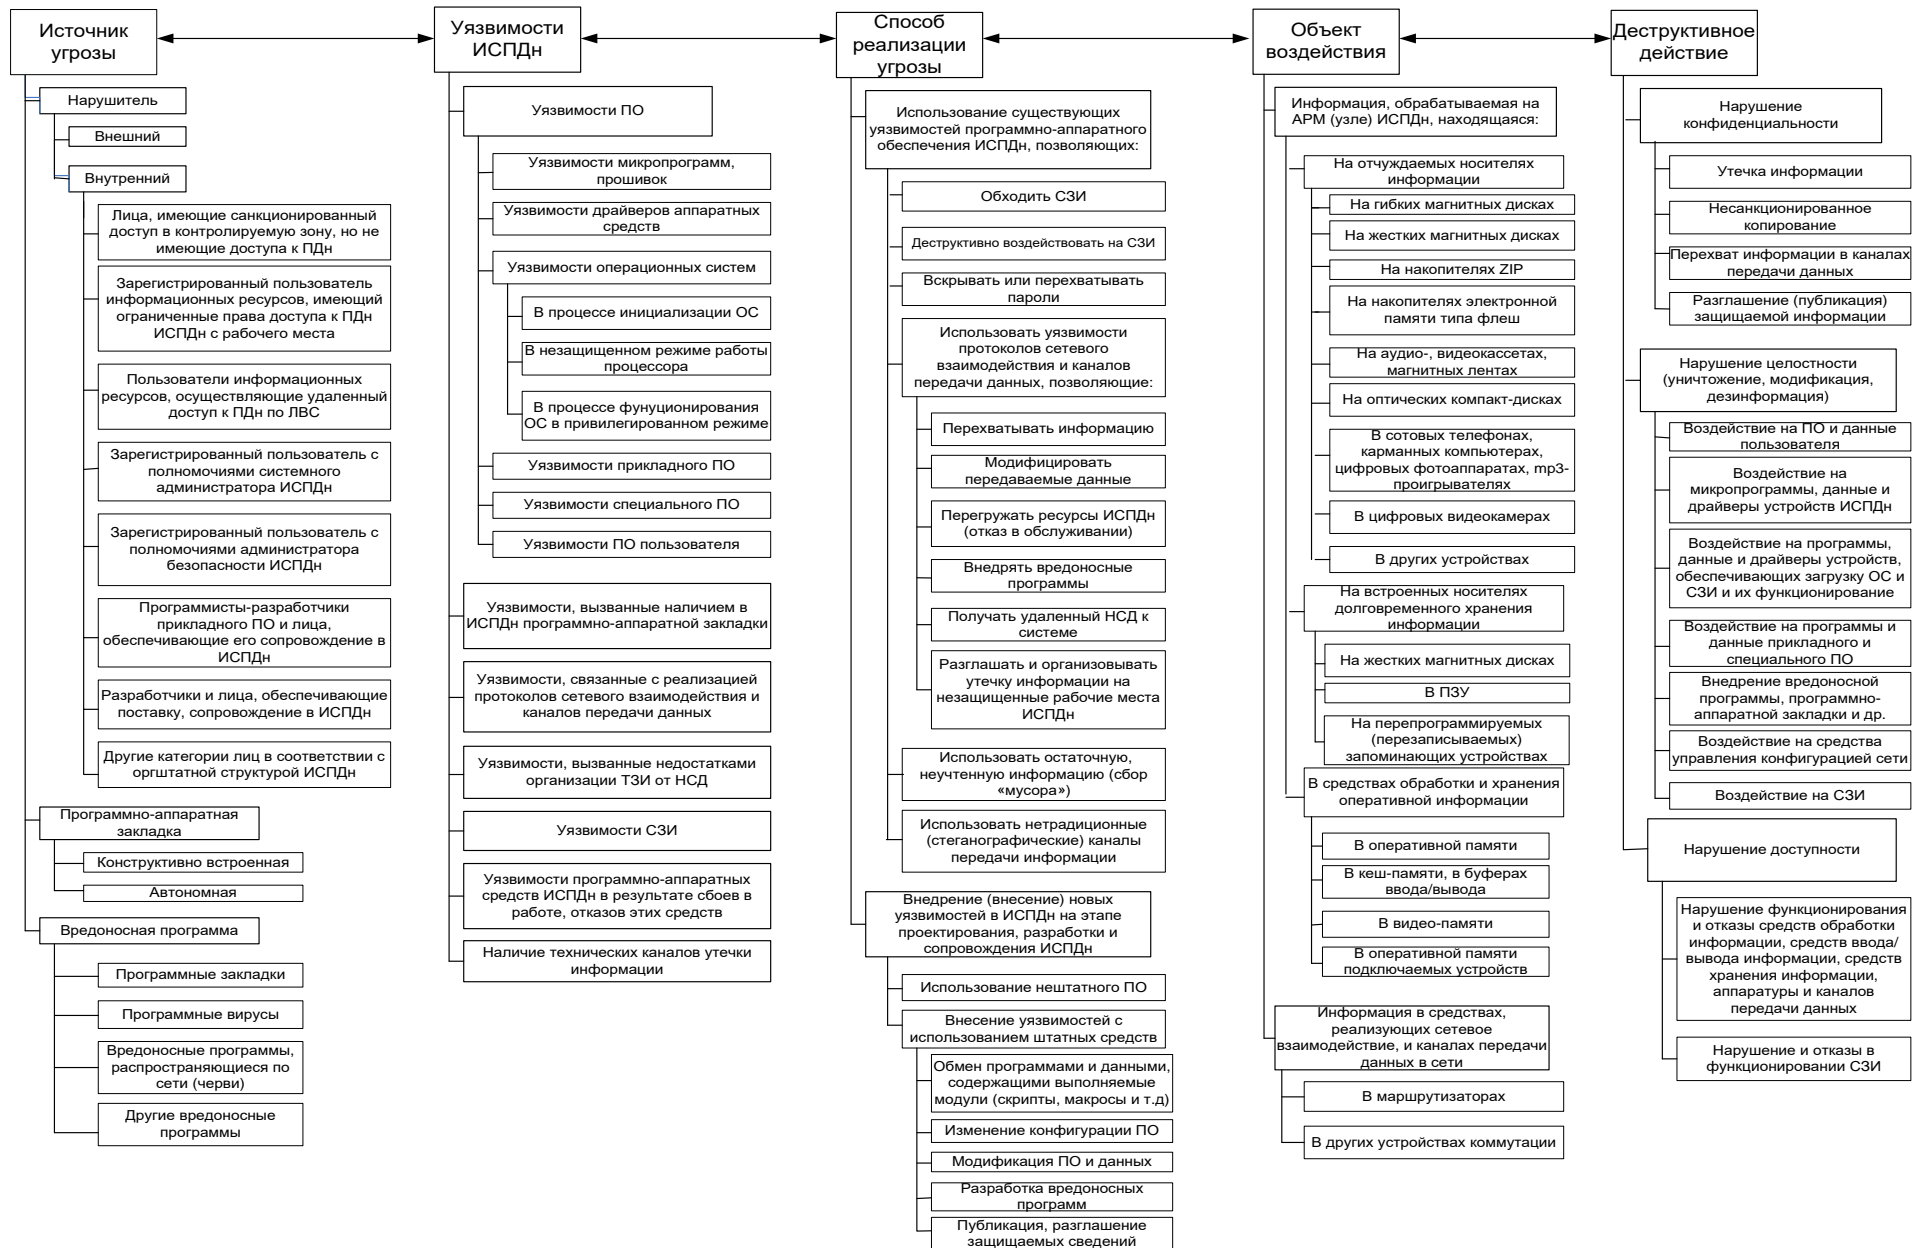 Источник
угрозы
Нарушитель
Внешний
Внутренний
Лица, имеющие санкционированный
доступ в контролируемую зону, но не
имеющие доступа к ПДн
Зарегистрированный пользователь
информационных ресурсов, имеющий
ограниченные права доступа к ПДн
ИСПДн с рабочего места
Пользователи информационных
ресурсов, осуществляющие удаленный
доступ к ПДн по ЛВС
Зарегистрированный пользователь с
полномочиями системного
администратора ИСПДн
Зарегистрированный пользователь с
полномочиями администратора
безопасности ИСПДн
Программисты-разработчики
прикладного ПО и лица,
обеспечивающие его сопровождение в
ИСПДн
Разработчики и лица, обеспечивающие
поставку, сопровождение в ИСПДн
Другие категории лиц в соответствии с
оргштатной структурой ИСПДн
Программно-аппаратная
закладка
Конструктивно встроенная
Автономная
Вредоносная программа
Программные закладки
Программные вирусы
Вредоносные программы,
распространяющиеся по
сети (черви)
Другие вредоносные
программы
Уязвимости
ИСПДн
Уязвимости ПО
Уязвимости микропрограмм,
прошивок
Уязвимости драйверов аппаратных
средств
Уязвимости операционных систем
В процессе инициализации ОС
В незащищенном режиме работы
процессора
В процессе фунуционирования
ОС в привилегированном режиме
Уязвимости прикладного ПО
Уязвимости специального ПО
Уязвимости ПО пользователя
Уязвимости, вызванные наличием в
ИСПДн программно-аппаратной закладки
Уязвимости, связанные с реализацией
протоколов сетевого взаимодействия и
каналов передачи данных
Уязвимости, вызванные недостатками
организации ТЗИ от НСД
Уязвимости СЗИ
Уязвимости программно-аппаратных
средств ИСПДн в результате сбоев в
работе, отказов этих средств
Наличие технических каналов утечки
информации
Способ
реализации
угрозы
Использование существующих
уязвимостей программно-аппаратного
обеспечения ИСПДн, позволяющих:
Обходить СЗИ
Деструктивно воздействовать на СЗИ
Вскрывать или перехватывать
пароли
Использовать уязвимости
протоколов сетевого
взаимодействия и каналов
передачи данных, позволяющие:
Перехватывать информацию
Модифицировать
передаваемые данные
Перегружать ресурсы ИСПДн
(отказ в обслуживании)
Внедрять вредоносные
программы
Получать удаленный НСД к
системе
Разглашать и организовывать
утечку информации на
незащищенные рабочие места
ИСПДн
Использовать остаточную,
неучтенную информацию (сбор
«мусора»)
Использовать нетрадиционные
(стеганографические) каналы
передачи информации
Внедрение (внесение) новых
уязвимостей в ИСПДн на этапе
проектирования, разработки и
сопровождения ИСПДн
Использование нештатного ПО
Внесение уязвимостей с
использованием штатных средств
Обмен программами и данными,
содержащими выполняемые
модули (скрипты, макросы и т.д)
Изменение конфигурации ПО
Модификация ПО и данных
Разработка вредоносных
программ
Публикация, разглашение
защищаемых сведений
Объект
воздействия
Информация, обрабатываемая на
АРМ (узле) ИСПДн, находящаяся:
На отчуждаемых носителях
информации
На гибких магнитных дисках
На жестких магнитных дисках
На накопителях ZIP
На накопителях электронной
памяти типа флеш
На аудио-, видеокассетах,
магнитных лентах
На оптических компакт-дисках
В сотовых телефонах,
карманных компьютерах,
цифровых фотоаппаратах, mp3-
проигрывателях
В цифровых видеокамерах
В других устройствах
На встроенных носителях
долговременного хранения
информации
На жестких магнитных дисках
В ПЗУ
На перепрограммируемых
(перезаписываемых)
запоминающих устройствах
В средствах обработки и хранения
оперативной информации
В оперативной памяти
В кеш-памяти, в буферах
ввода/вывода
В видео-памяти
В оперативной памяти
подключаемых устройств
Информация в средствах,
реализующих сетевое
взаимодействие, и каналах передачи
данных в сети
В маршрутизаторах
В других устройствах коммутации
Деструктивное
действие
Нарушение
конфиденциальности
Утечка информации
Несанкционированное
копирование
Перехват информации в каналах
передачи данных
Разглашение (публикация)
защищаемой информации
Нарушение целостности
(уничтожение, модификация,
дезинформация)
Воздействие на ПО и данные
пользователя
Воздействие на
микропрограммы, данные и
драйверы устройств ИСПДн
Воздействие на программы,
данные и драйверы устройств,
обеспечивающих загрузку ОС и
СЗИ и их функционирование
Воздействие на программы и
данные прикладного и
специального ПО
Внедрение вредоносной
программы, программно-
аппаратной закладки и др.
Воздействие на средства
управления конфигурацией сети
Воздействие на СЗИ
Нарушение доступности
Нарушение функционирования
и отказы средств обработки
информации, средств ввода/
вывода информации, средств
хранения информации,
аппаратуры и каналов
передачи данных
Нарушение и отказы в
функционировании СЗИ